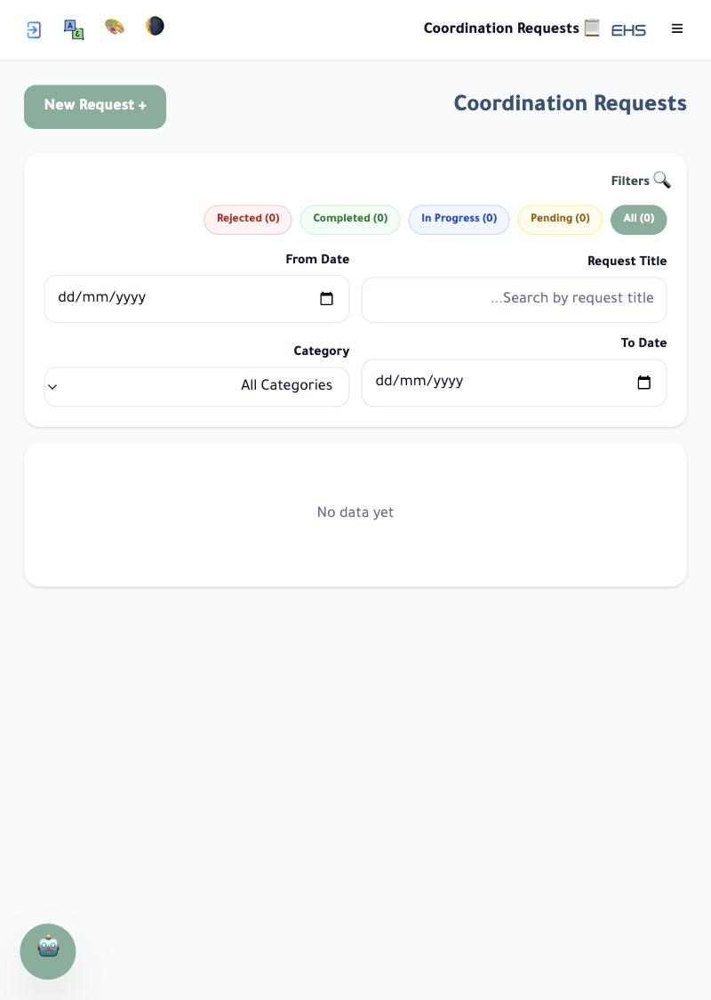 Coordination Requests EHS
New Request +
Coordination Requests
Filters
Rejected (0) Completed (0) In Progress (0) Pending (0) All (0)
From Date Request Title
dd/mm/yyyy ...Search by request title
Category To Date
All Categories dd/mm/yyyy
No data yet